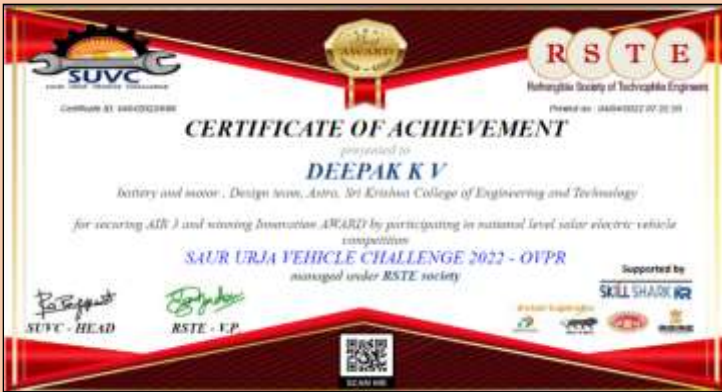 SUVC
AWARD
R S T E
Refrangible Society of Technophile Engineers
CERTIFICATE OF ACHIEVEMENT
presented to
DEEPAK K V
battery and motor , Design team, Astra, Sri Krishna College of Engineering and Technology
for securing AIR 3 and winning Innovation AWARD by participating in national level solar electric vehicle
competition
SAUR URJA VEHICLE CHALLENGE 2022 - OVPR
managed under RSTE society
Supported by
SKILL SHARK
SUVC - HEAD
RSTE - V.P.
SCAN ME